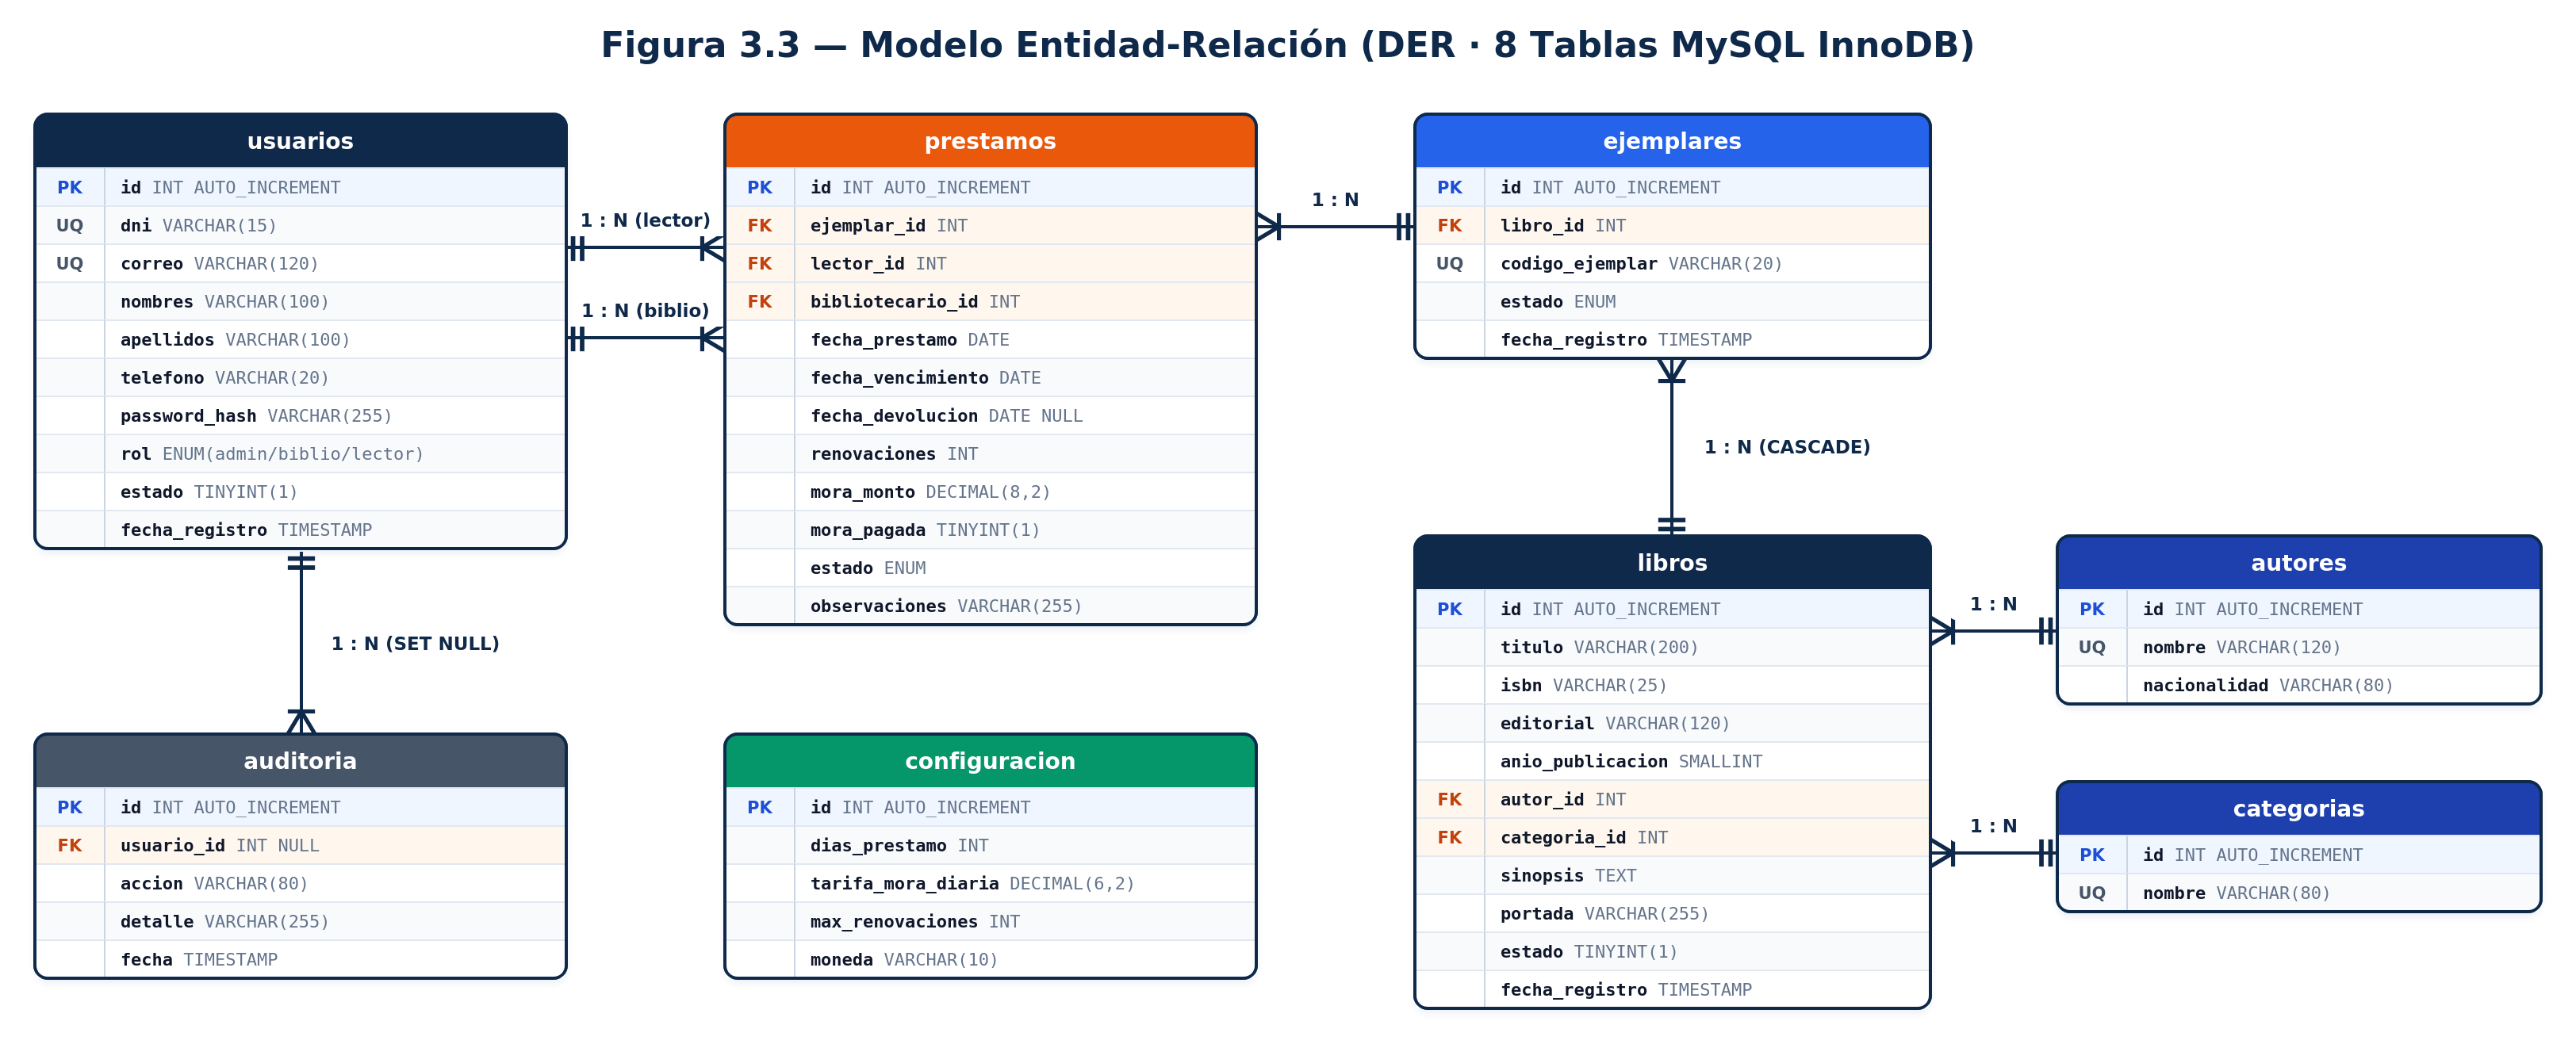 Figura 3.3 — Modelo Entidad-Relación (DER · 8 Tablas MySQL InnoDB)
usuarios
PK id INT AUTO_INCREMENT
UQ dni VARCHAR(15)
UQ correo VARCHAR(120)
nombres VARCHAR(100)
apellidos VARCHAR(100)
telefono VARCHAR(20)
password_hash VARCHAR(255)
rol ENUM(admin/biblio/lector)
estado TINYINT(1)
fecha_registro TIMESTAMP
1 : N (lector)
1 : N (biblio)
prestamos
PK id INT AUTO_INCREMENT
FK ejemplar_id INT
FK lector_id INT
FK bibliotecario_id INT
fecha_prestamo DATE
fecha_vencimiento DATE
fecha_devolucion DATE NULL
renovaciones INT
mora_monto DECIMAL(8,2)
mora_pagada TINYINT(1)
estado ENUM
observaciones VARCHAR(255)
1 : N
ejemplares
PK id INT AUTO_INCREMENT
FK libro_id INT
UQ codigo_ejemplar VARCHAR(20)
estado ENUM
fecha_registro TIMESTAMP
1 : N (CASCADE)
1 : N (SET NULL)
auditoria
PK id INT AUTO_INCREMENT
FK usuario_id INT NULL
accion VARCHAR(80)
detalle VARCHAR(255)
fecha TIMESTAMP
configuracion
PK id INT AUTO_INCREMENT
dias_prestamo INT
tarifa_mora_diaria DECIMAL(6,2)
max_renovaciones INT
moneda VARCHAR(10)
libros
PK id INT AUTO_INCREMENT
titulo VARCHAR(200)
isbn VARCHAR(25)
editorial VARCHAR(120)
anio_publicacion SMALLINT
FK autor_id INT
FK categoria_id INT
sinopsis TEXT
portada VARCHAR(255)
estado TINYINT(1)
fecha_registro TIMESTAMP
1 : N
autores
PK id INT AUTO_INCREMENT
UQ nombre VARCHAR(120)
nacionalidad VARCHAR(80)
1 : N
categorias
PK id INT AUTO_INCREMENT
UQ nombre VARCHAR(80)